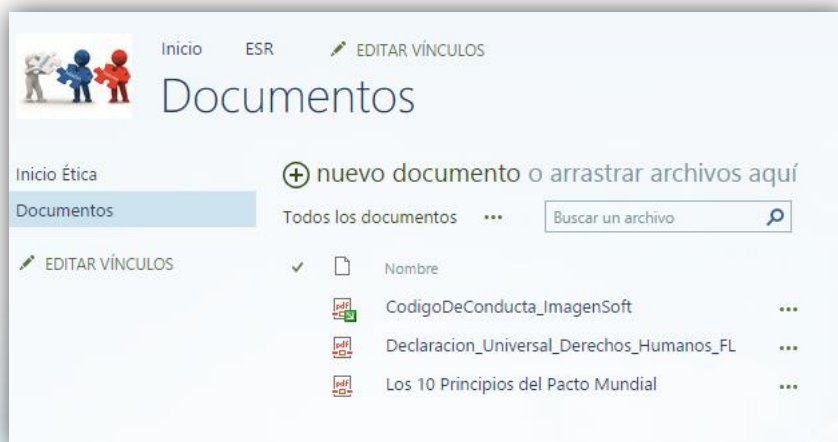 Inicio ESR EDITAR VÍNCULOS
Documentos
Inicio Ética
Documentos
EDITAR VÍNCULOS
nuevo documento o arrastrar archivos aquí
Todos los documentos ... Buscar un archivo
Nombre
CodigoDeConducta_ImagenSoft ...
Declaracion_Universal_Derechos_Humanos_FL ...
Los 10 Principios del Pacto Mundial ...